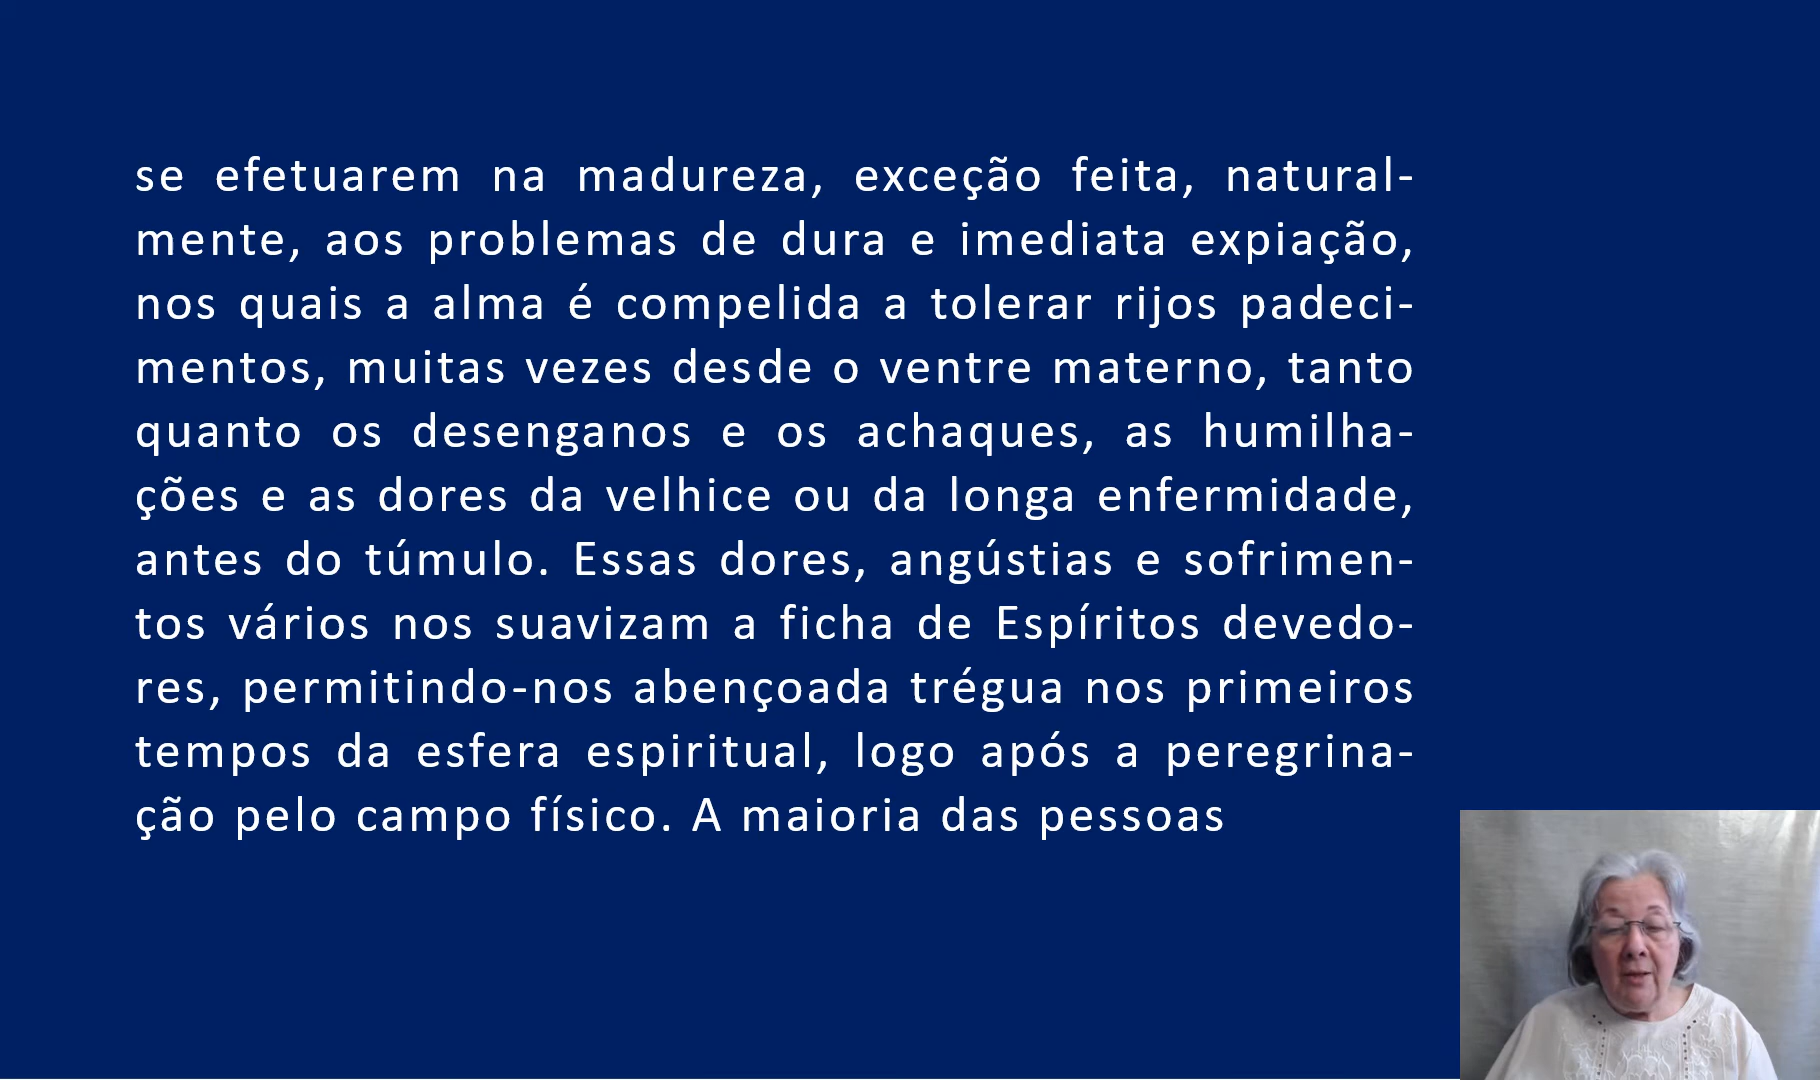 se efetuarem na madureza, exceção feita, natural-
mente, aos problemas de dura e imediata expiação,
nos quais a alma é compelida a tolerar rijos padeci-
mentos, muitas vezes desde o ventre materno, tanto
quanto os desenganos e os achaques, as humilha-
ções e as dores da velhice ou da longa enfermidade,
antes do túmulo. Essas dores, angústias e sofrimen-
tos vários nos suavizam a ficha de Espíritos devedo-
res, permitindo-nos abençoada trégua nos primeiros
tempos da esfera espiritual, logo após a peregrina-
ção pelo campo físico. A maioria das pessoas